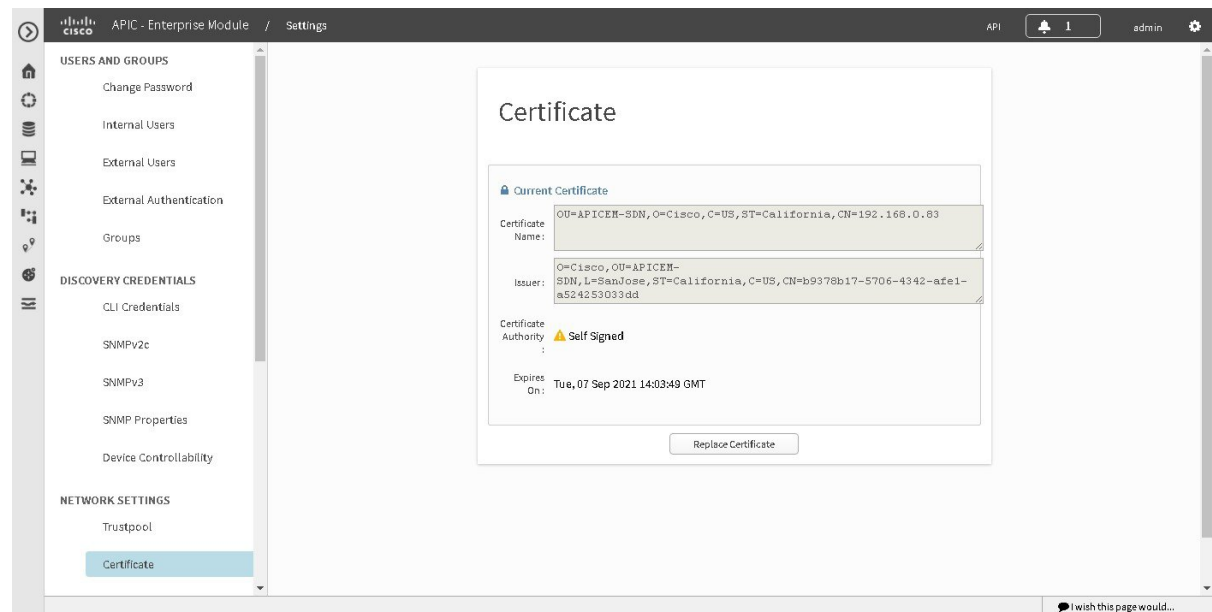 cisco APIC - Enterprise Module / Settings API 1 admin
USERS AND GROUPS
Change Password
Internal Users
External Users
External Authentication
Groups
DISCOVERY CREDENTIALS
CLI Credentials
SNMPv2c
SNMPv3
SNMP Properties
Device Controllability
NETWORK SETTINGS
Trustpool
Certificate
Certificate
Current Certificate
Certificate
Name:
OU=APICEM-SDN,O=Cisco,C=US,ST=California,CN=192.168.0.83
Issuer:
O=Cisco,OU=APICEM-
SDN,L=SanJose,ST=California,C=US,CN=b9378b17-5706-4342-afe1-
a524253033dd
Certificate
Authority
:
Self Signed
Expires
On:
Tue, 07 Sep 2021 14:03:49 GMT
Replace Certificate
I wish this page would...